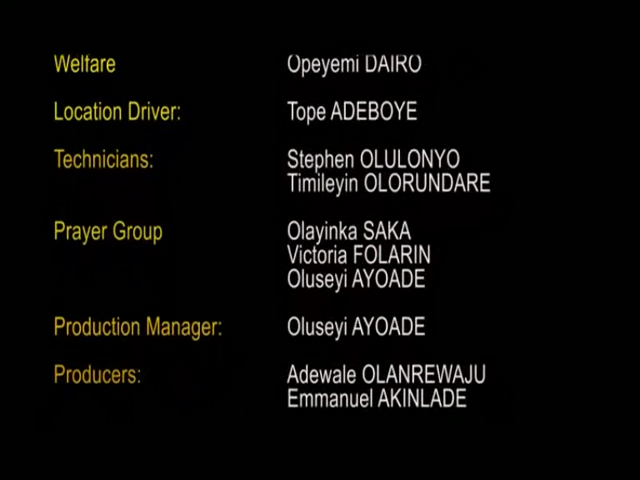 Welfare Opeyemi DAIRO
Location Driver: Tope ADEBOYE
Technicians: Stephen OLULONYO
Timileyin OLORUNDARE
Prayer Group Olayinka SAKA
Victoria FOLARIN
Oluseyi AYOADE
Production Manager: Oluseyi AYOADE
Producers: Adewale OLANREWAJU
Emmanuel AKINLADE